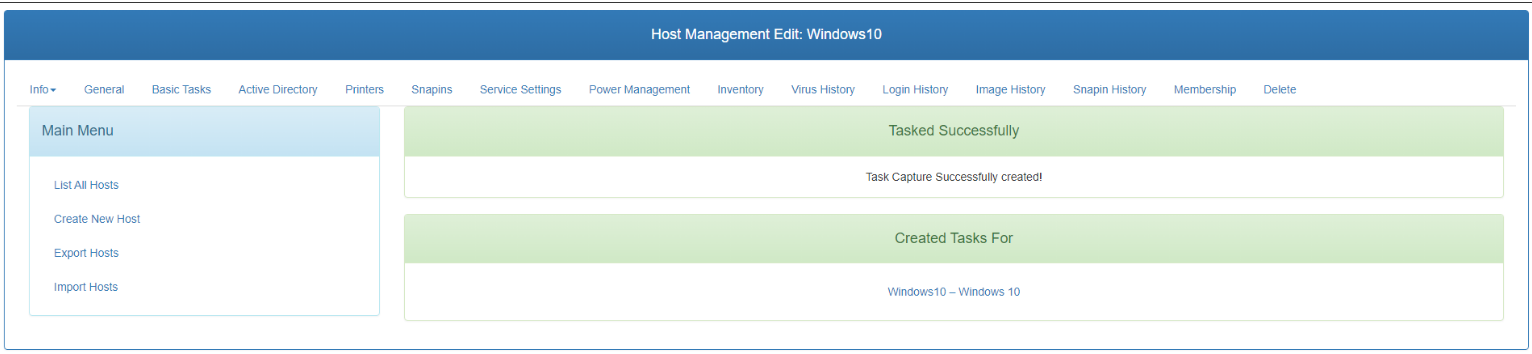 Host Management Edit: Windows10
Info General Basic Tasks Active Directory Printers Snapins Service Settings Power Management Inventory Virus History Login History Image History Snapin History Membership Delete
Main Menu
List All Hosts
Create New Host
Export Hosts
Import Hosts
Tasked Successfully
Task Capture Successfully created!
Created Tasks For
Windows10 – Windows 10